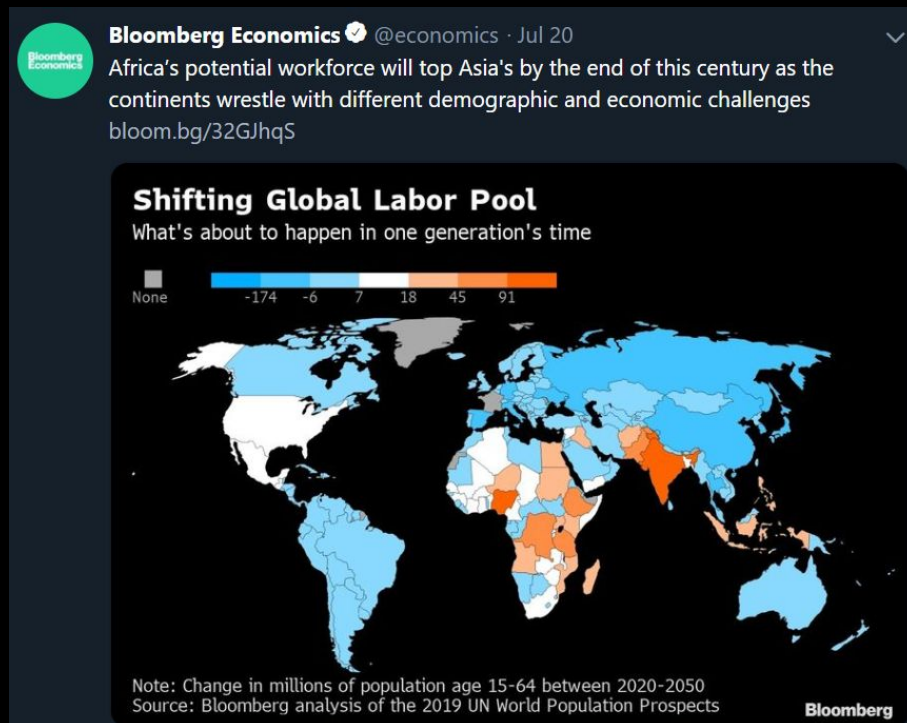 Bloomberg Economics @economics · Jul 20
Bloomberg
Economics
Africa’s potential workforce will top Asia's by the end of this century as the
continents wrestle with different demographic and economic challenges
bloom.bg/32GJhqS
Shifting Global Labor Pool
What's about to happen in one generation's time
None -174 -6 7 18 45 91
Note: Change in millions of population age 15-64 between 2020-2050
Source: Bloomberg analysis of the 2019 UN World Population Prospects
Bloomberg